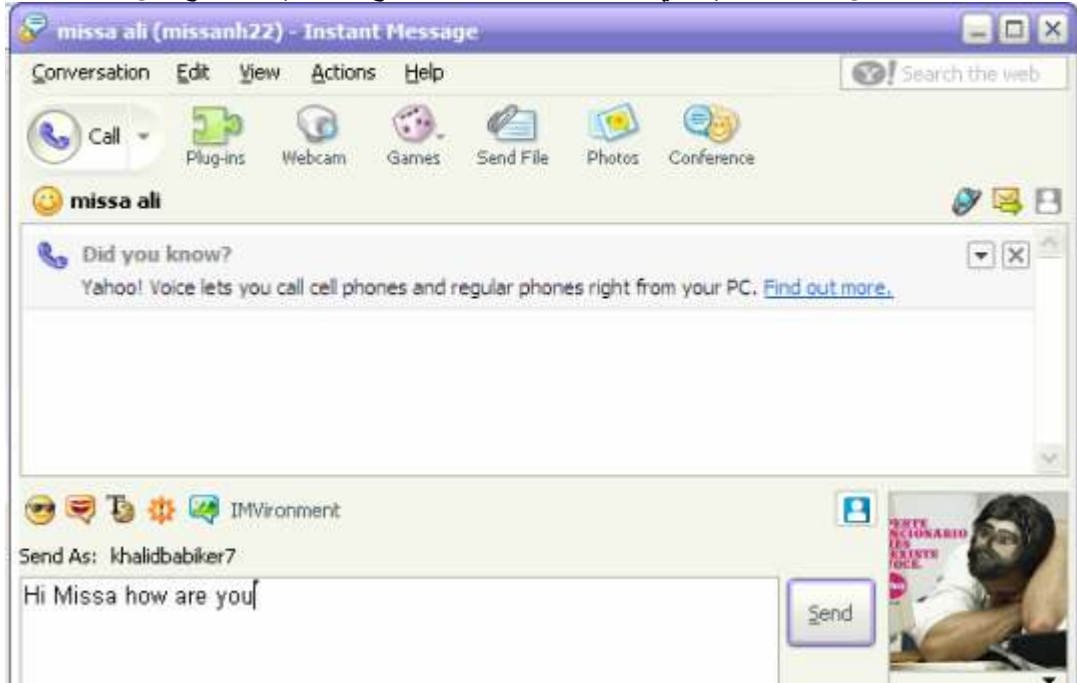 missa ali (missanh22) - Instant Message
Conversation Edit View Actions Help
Search the web
Call
Plug-ins Webcam Games Send File Photos Conference
missa ali
Did you know?
Yahoo! Voice lets you call cell phones and regular phones right from your PC. Find out more.
IMVironment
Send As: khalidbabiker7
Hi Missa how are you
Send
EXISTE
VOCE.